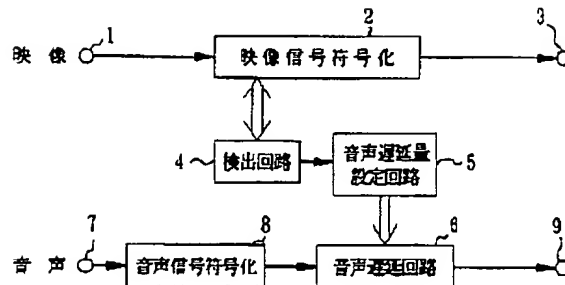 2
映像 1 映像信号符号化 3
4 検出回路 音声遅延量
設定回路 5
7 8 6 9
音声 音声信号符号化 音声遅延回路